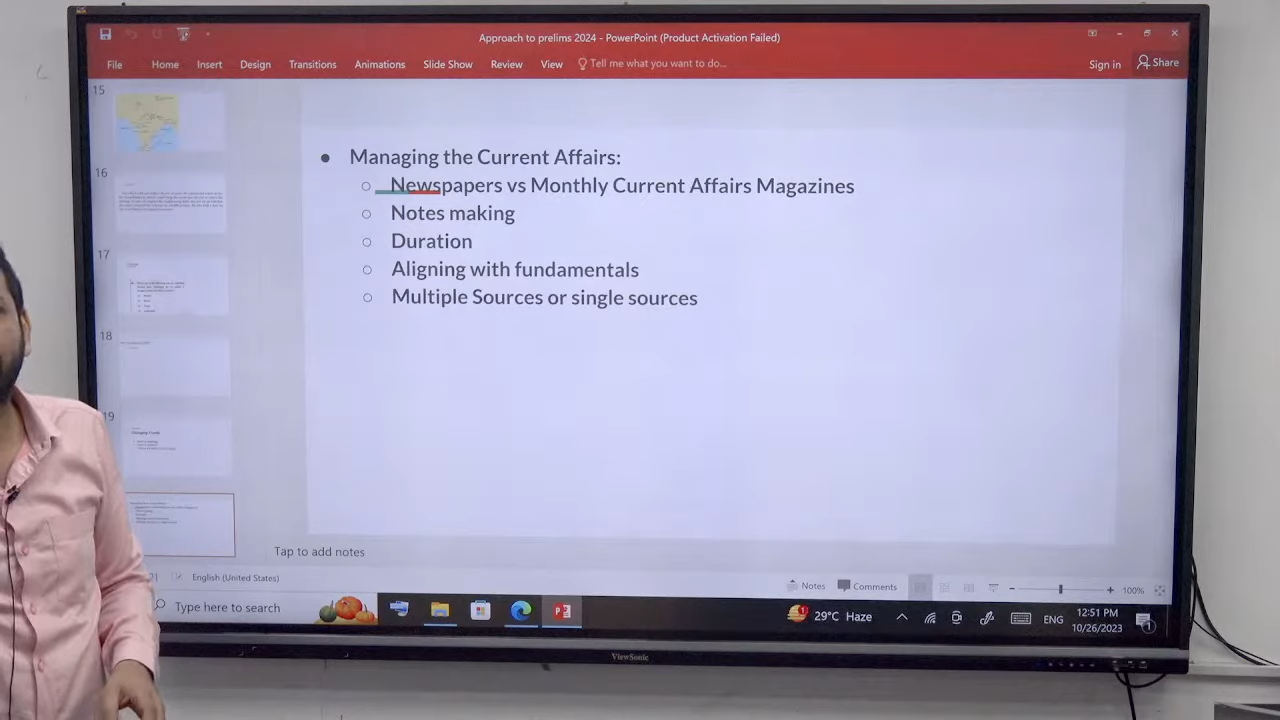 Approach to prelims 2024 - PowerPoint (Product Activation Failed)
File Home Insert Design Transitions Animations Slide Show Review View Tell me what you want to do... Sign in Share
15
16
17
18
19
• Managing the Current Affairs:
○ Newspapers vs Monthly Current Affairs Magazines
○ Notes making
○ Duration
○ Aligning with fundamentals
○ Multiple Sources or single sources
Tap to add notes
English (United States) Notes Comments 100%
Type here to search 29°C Haze ENG 12:51 PM
10/26/2023
ViewSonic